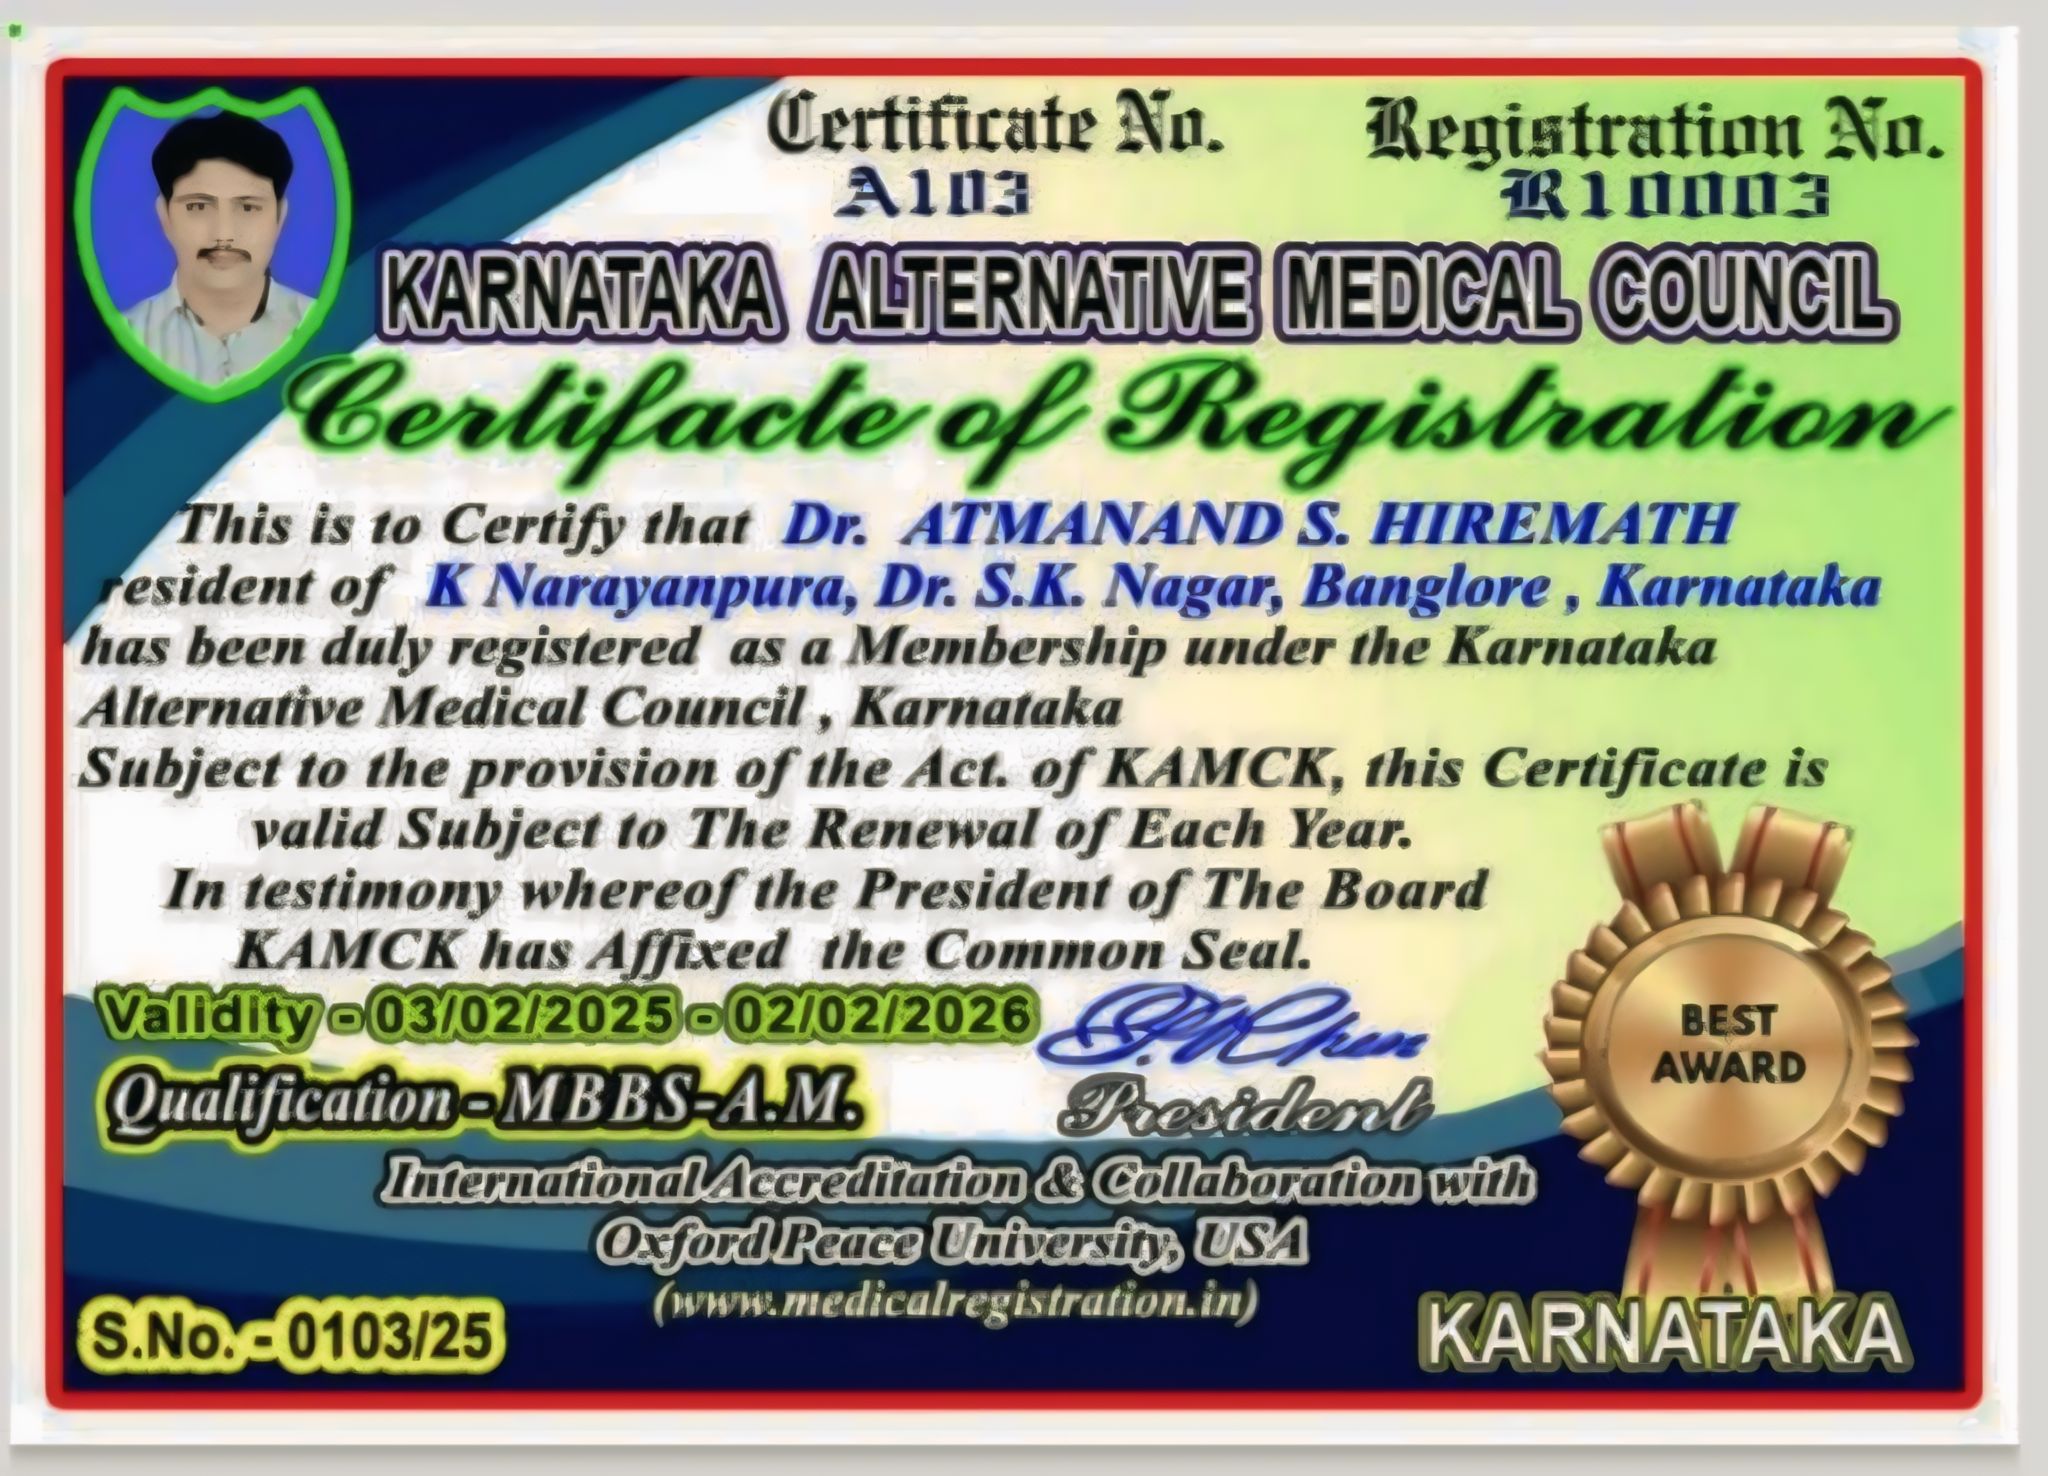 Certificate No.
A103
Registration No.
R10003
KARNATAKA ALTERNATIVE MEDICAL COUNCIL
Certifacte of Registration
This is to Certify that Dr. ATMANAND S. HIREMATH
resident of K Narayanpura, Dr. S.K. Nagar, Banglore , Karnataka
has been duly registered as a Membership under the Karnataka
Alternative Medical Council , Karnataka
Subject to the provision of the Act. of KAMCK, this Certificate is
valid Subject to The Renewal of Each Year.
In testimony whereof the President of The Board
KAMCK has Affixed the Common Seal.
Validity - 03/02/2025 - 02/02/2026
Qualification - MBBS-A.M.
President
BEST
AWARD
International Accreditation & Collaboration with
Oxford Peace University, USA
(www.medicalregistration.in)
S.No. - 0103/25
KARNATAKA